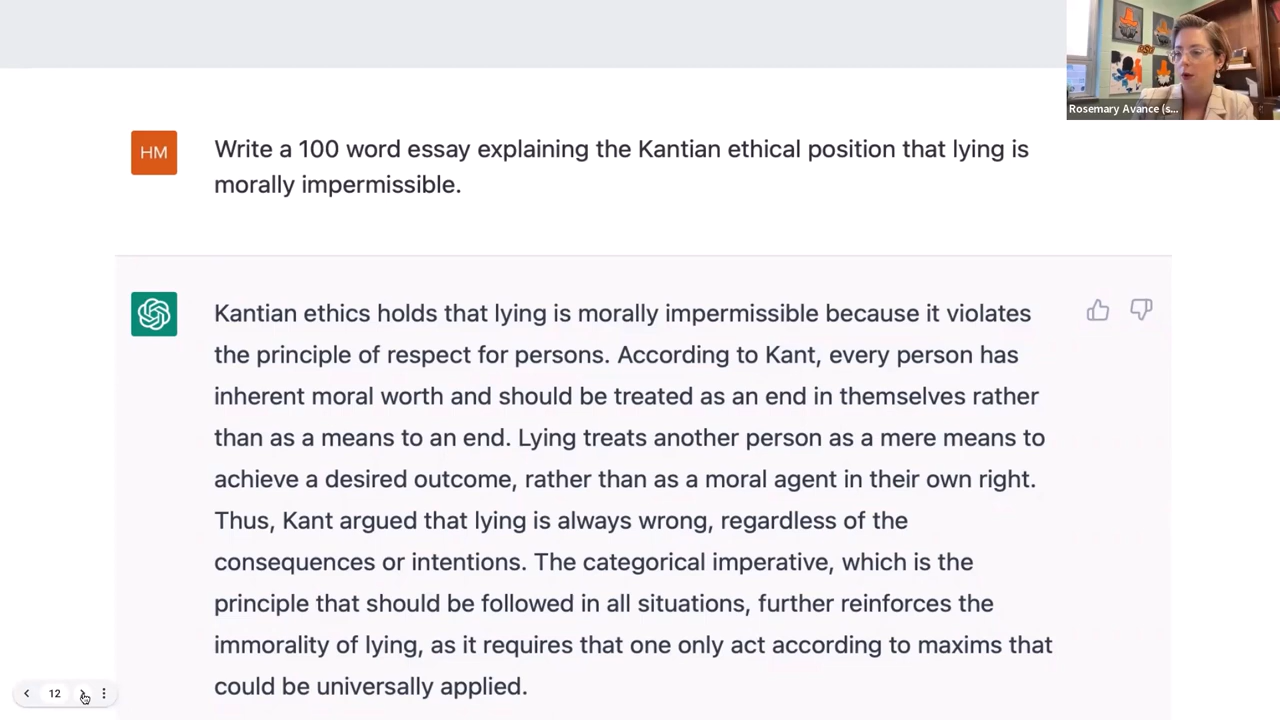 Rosemary Avance (s...
HM
Write a 100 word essay explaining the Kantian ethical position that lying is
morally impermissible.
Kantian ethics holds that lying is morally impermissible because it violates
the principle of respect for persons. According to Kant, every person has
inherent moral worth and should be treated as an end in themselves rather
than as a means to an end. Lying treats another person as a mere means to
achieve a desired outcome, rather than as a moral agent in their own right.
Thus, Kant argued that lying is always wrong, regardless of the
consequences or intentions. The categorical imperative, which is the
principle that should be followed in all situations, further reinforces the
immorality of lying, as it requires that one only act according to maxims that
could be universally applied.
12